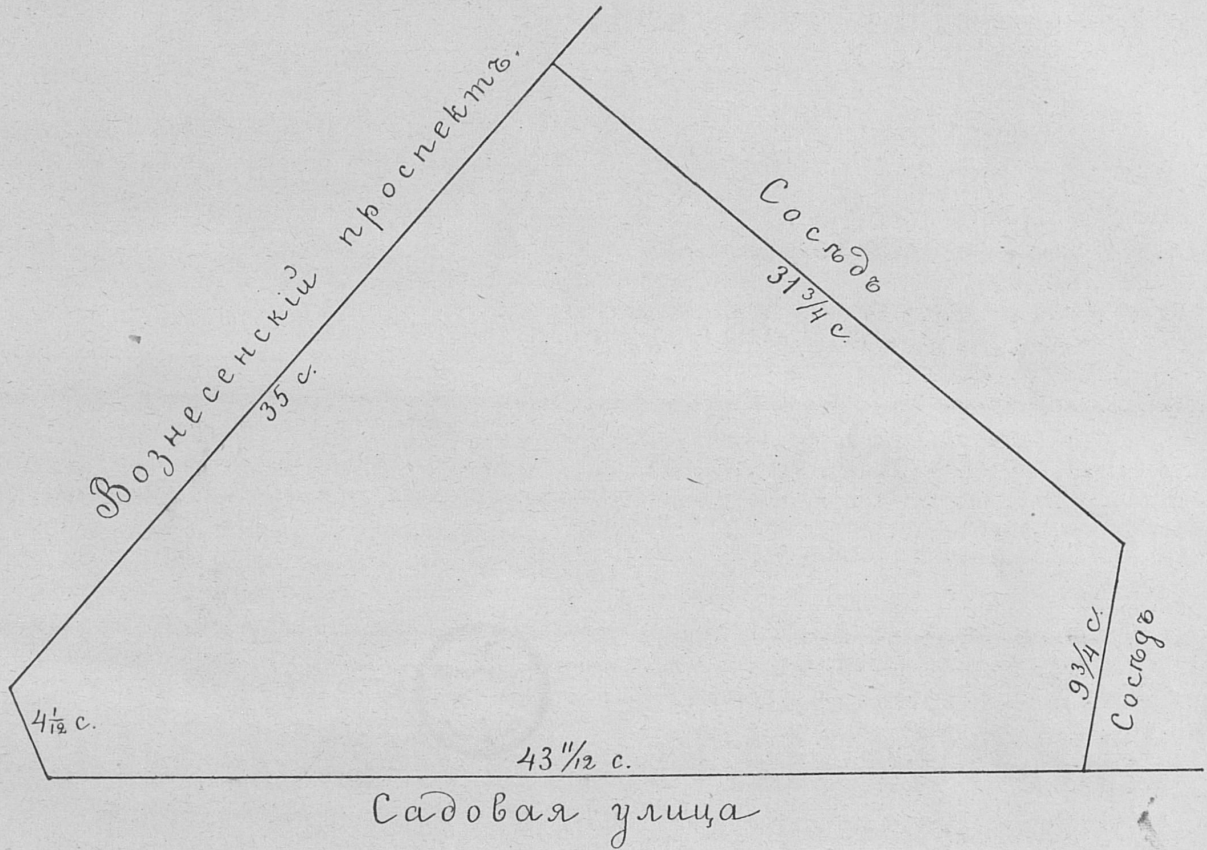 Вознесенскій проспектъ.
35 с.
Сосѣдъ
31 3/4 с.
9 3/4 с.
Сосѣдъ
4 1/12 с.
43 11/12 с.
Садовая улица